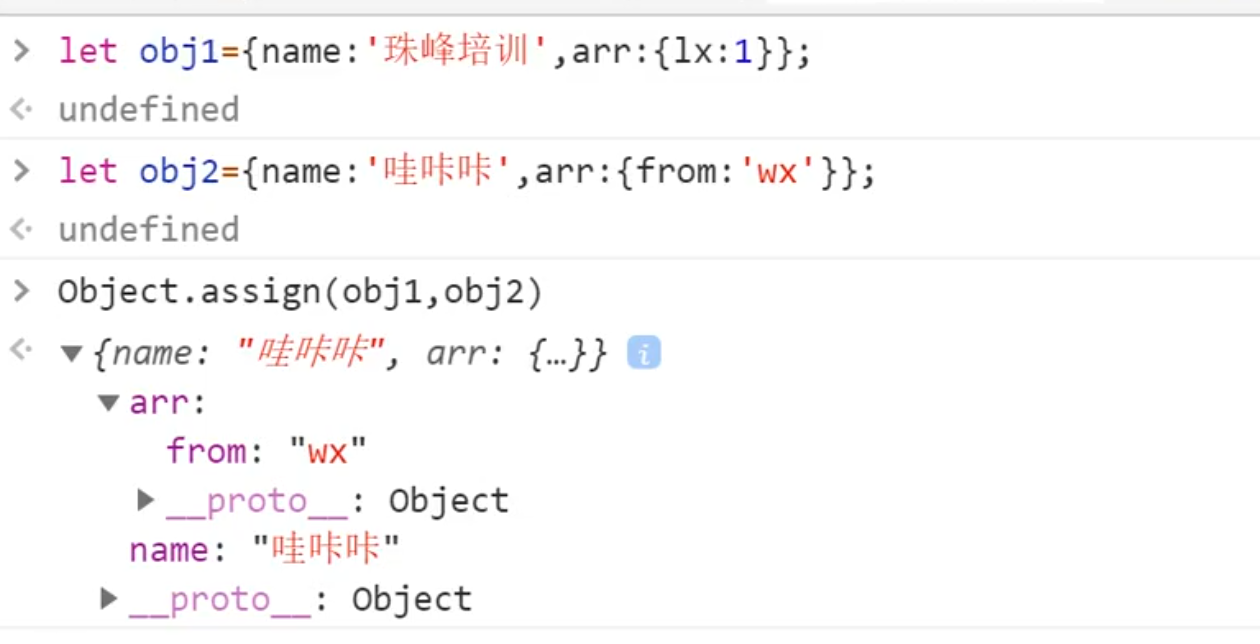 > let obj1={name:'珠峰培训',arr:{lx:1}};
undefined
> let obj2={name:'哇咔咔',arr:{from:'wx'}};
undefined
> Object.assign(obj1,obj2)
▼{name: "哇咔咔", arr: {…}} i
▼arr:
from: "wx"
▶__proto__: Object
name: "哇咔咔"
▶__proto__: Object